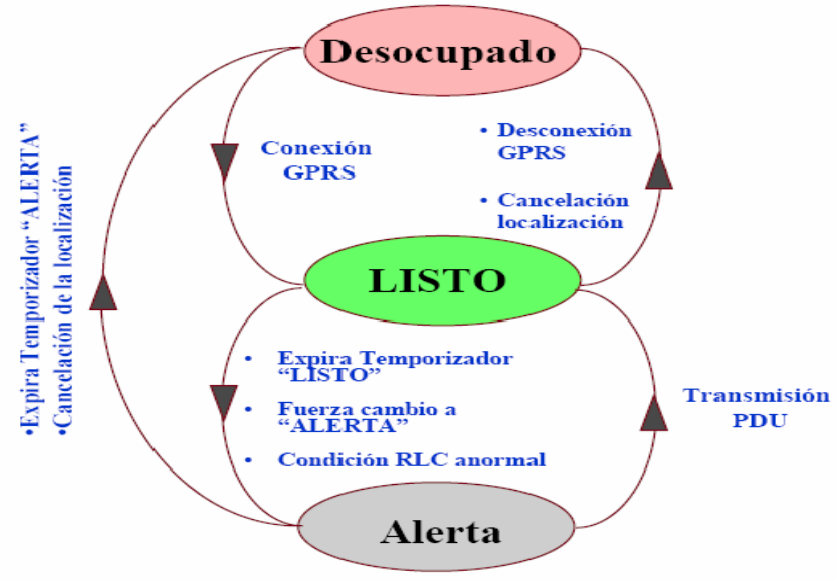 Desocupado
Conexión
GPRS
• Desconexión
GPRS
• Cancelación
localización
•Expira Temporizador “ALERTA”
•Cancelación de la localización
LISTO
• Expira Temporizador
“LISTO”
• Fuerza cambio a
“ALERTA”
• Condición RLC anormal
Transmisión
PDU
Alerta